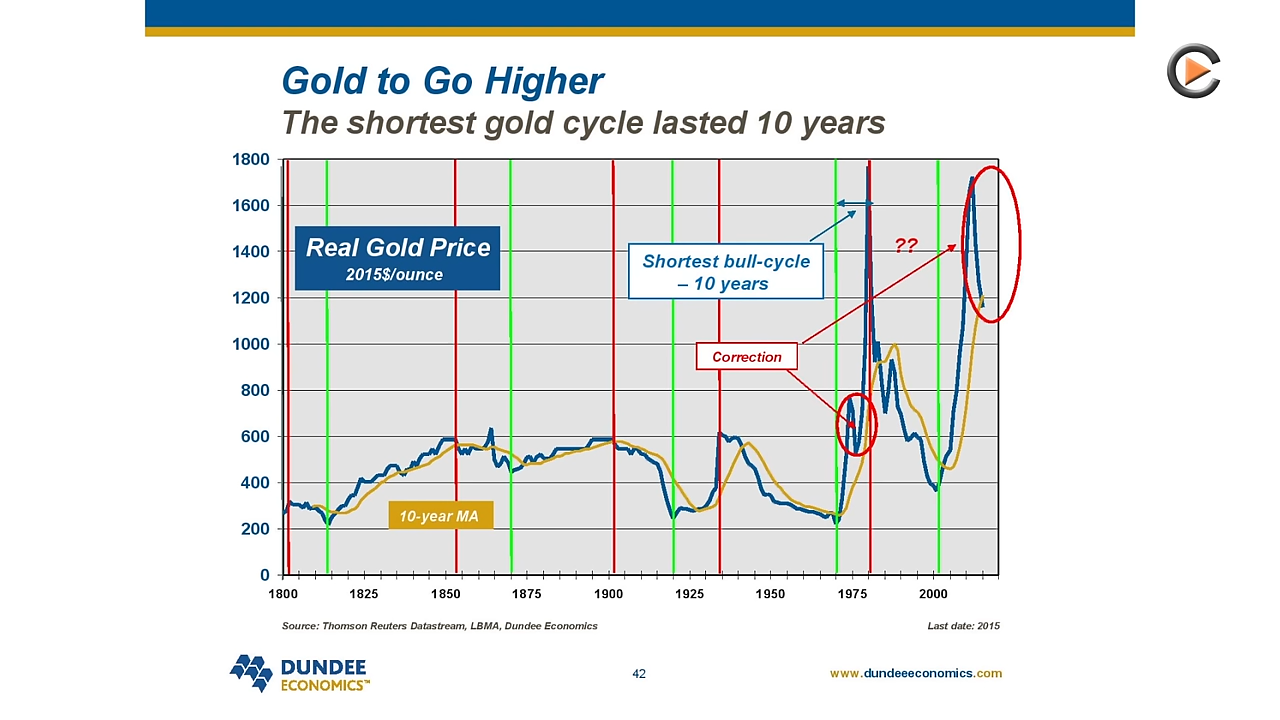 Gold to Go Higher
The shortest gold cycle lasted 10 years
1800
1600
1400
1200
1000
800
600
400
200
0
Real Gold Price
2015$/ounce
Shortest bull-cycle
– 10 years
??
Correction
10-year MA
1800 1825 1850 1875 1900 1925 1950 1975 2000
Source: Thomson Reuters Datastream, LBMA, Dundee Economics
Last date: 2015
DUNDEE
ECONOMICS™
42
www.dundeeeconomics.com